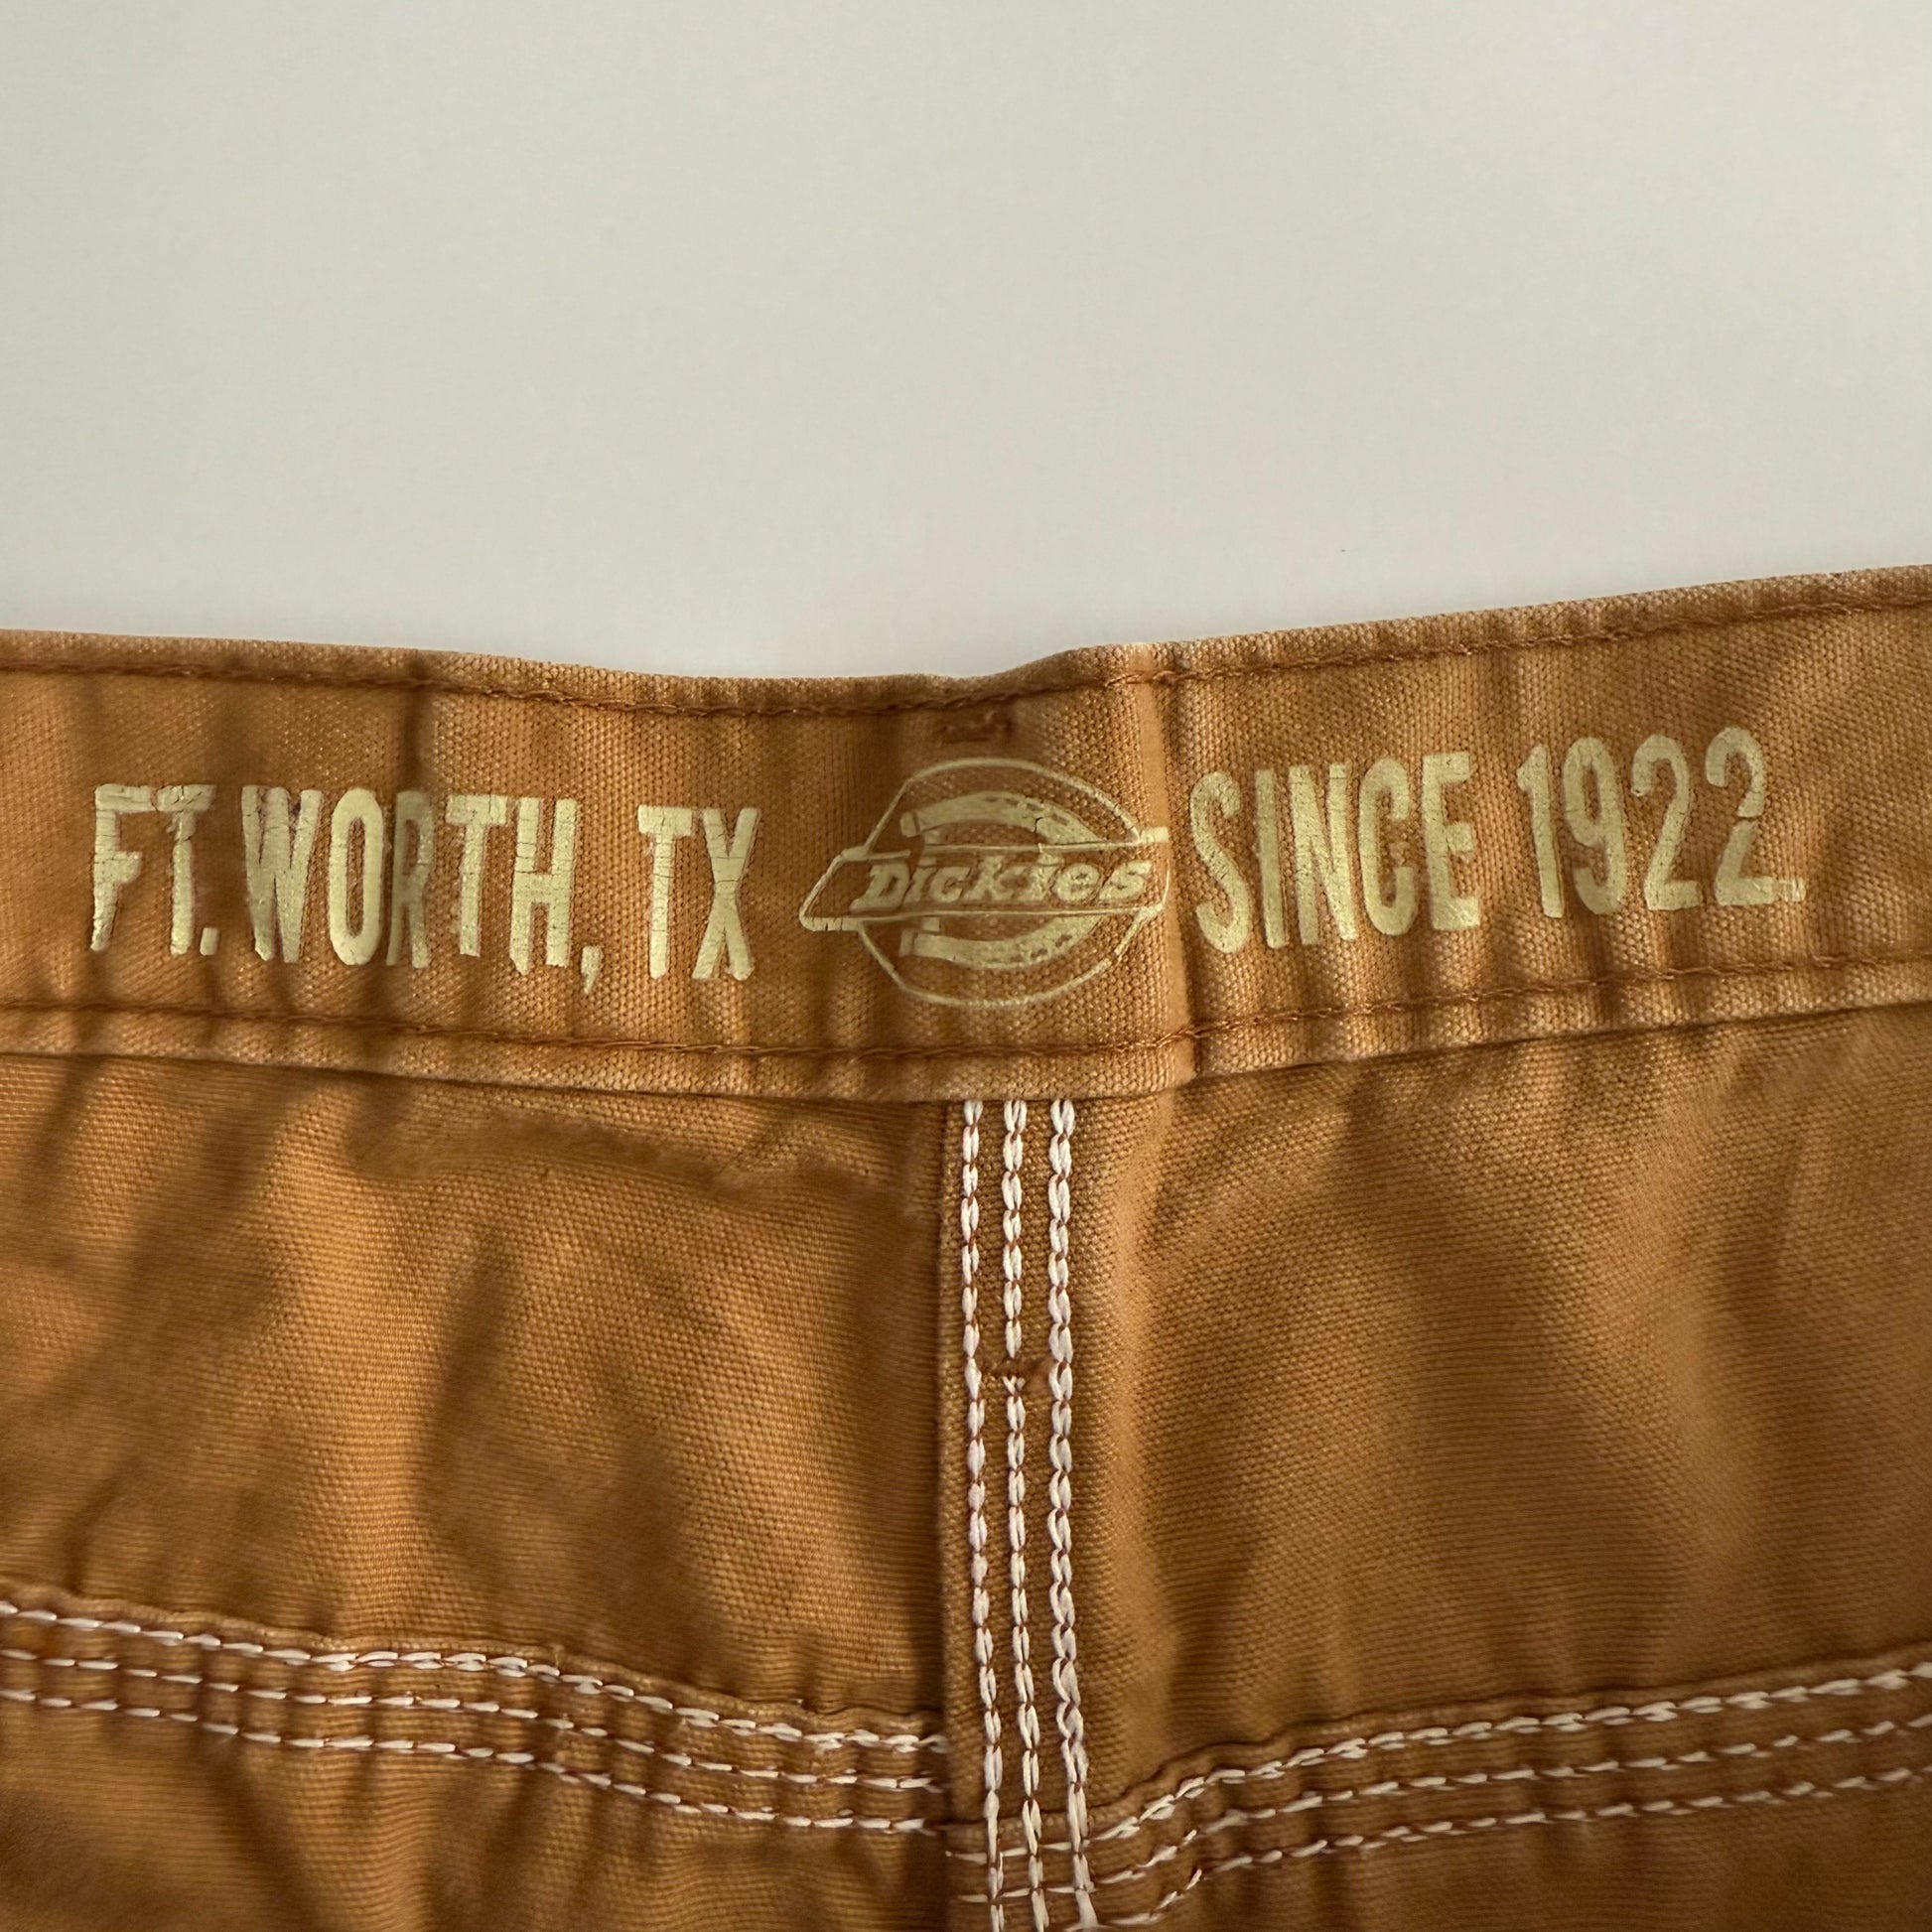 FT. WORTH, TX Dickies SINCE 1922.